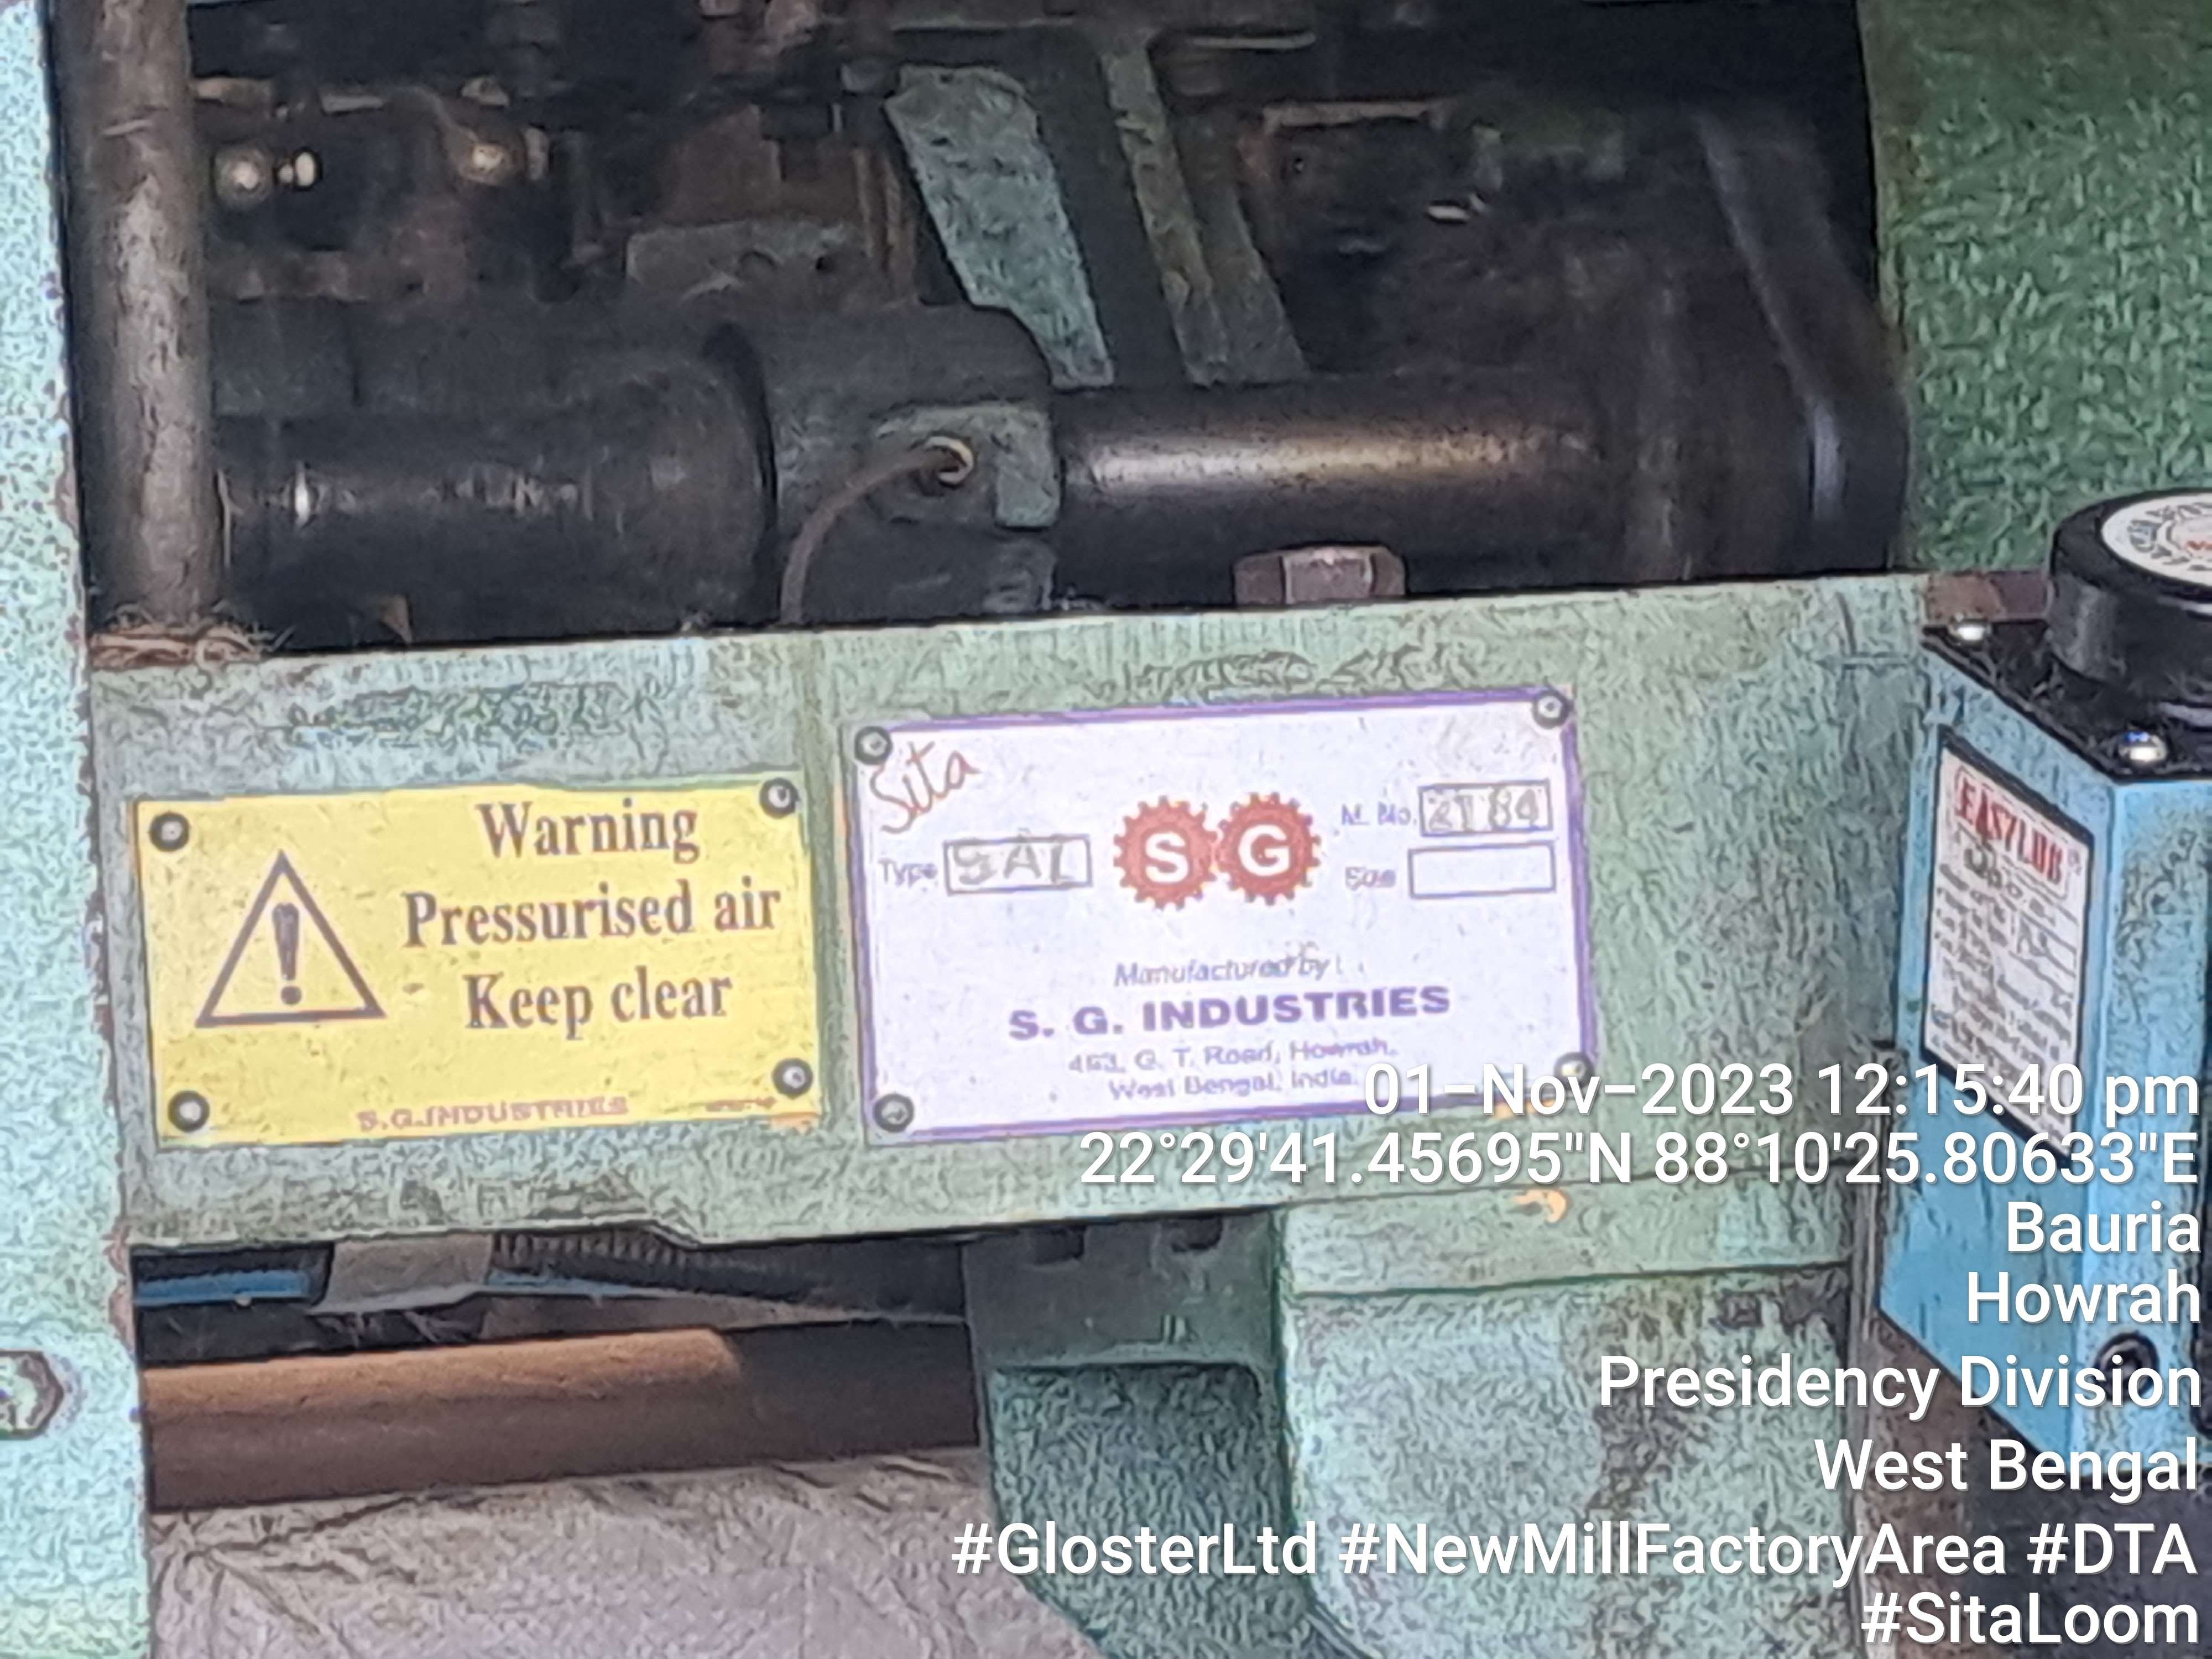 Warning
Pressurised air
Keep clear
S.G.INDUSTRIES
Sita
Type SAL
S G
2184
Manufactured by :
S. G. INDUSTRIES
453, G. T. Road, Howrah,
West Bengal, India.
EASYLUB
01-Nov-2023 12:15:40 pm
22°29'41.45695"N 88°10'25.80633"E
Bauria
Howrah
Presidency Division
West Bengal
#GlosterLtd #NewMillFactoryArea #DTA
#SitaLoom